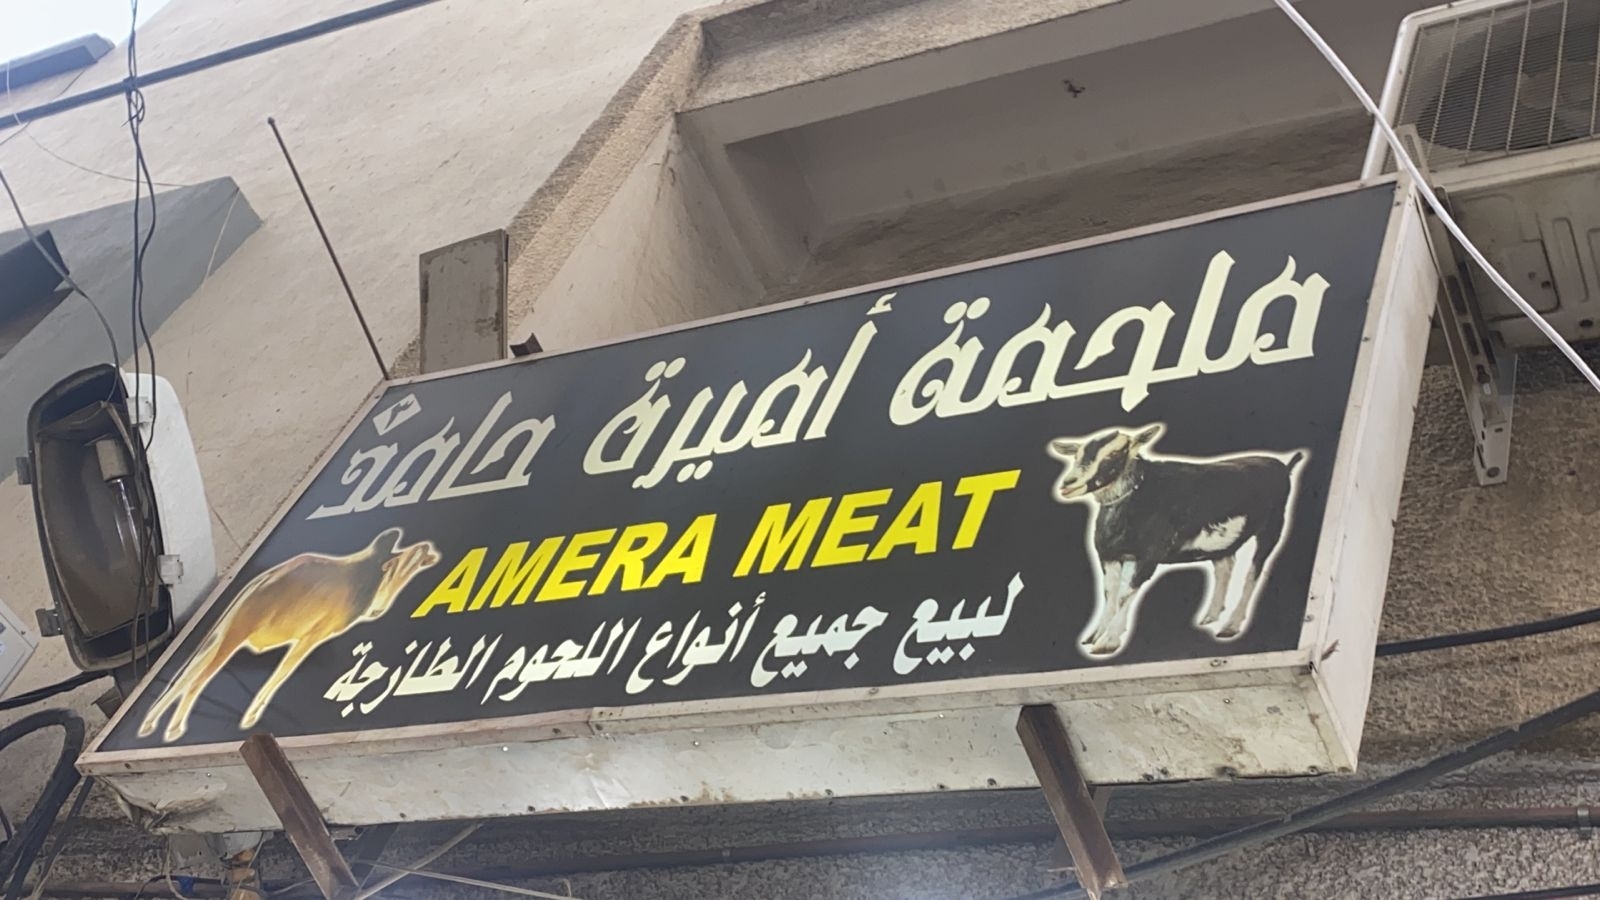 ملحمة أميرة حامد
AMERA MEAT
لبيع جميع أنواع اللحوم الطازجة